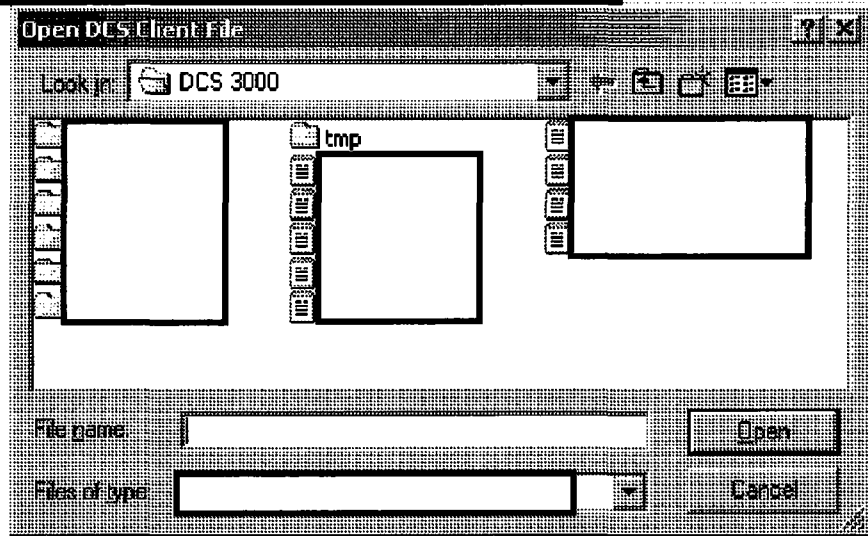 Open DCS Client File
Look in: DCS 3000
tmp
File name:
Open
Files of type:
Cancel